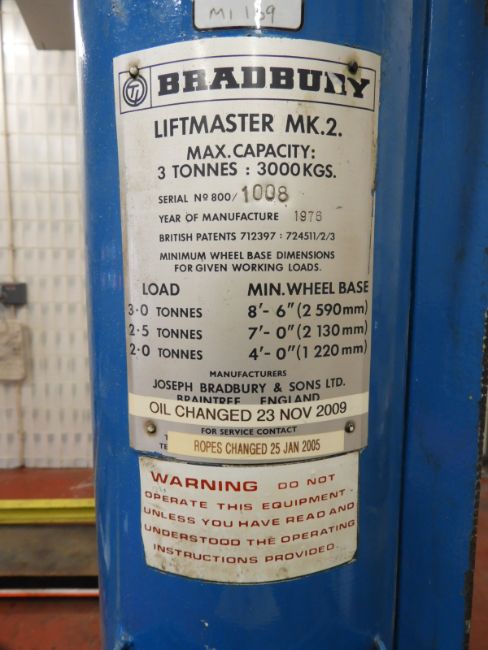 M1 169
BRADBURY
LIFTMASTER MK.2.
MAX.CAPACITY:
3 TONNES : 3000KGS.
SERIAL Nº 800/ 1008
YEAR OF MANUFACTURE 1976
BRITISH PATENTS 712397 : 724511/2/3
MINIMUM WHEEL BASE DIMENSIONS
FOR GIVEN WORKING LOADS.
LOAD MIN. WHEEL BASE
3·0 TONNES 8'- 6" (2 590mm)
2·5 TONNES 7'- 0" (2 130mm)
2·0 TONNES 4'- 0" (1 220mm)
MANUFACTURERS
JOSEPH BRADBURY & SONS LTD.
BRAINTREE, ENGLAND
OIL CHANGED 23 NOV 2009
FOR SERVICE CONTACT
ROPES CHANGED 25 JAN 2005
WARNING DO NOT
OPERATE THIS EQUIPMENT
UNLESS YOU HAVE READ AND
UNDERSTOOD THE OPERATING
INSTRUCTIONS PROVIDED.